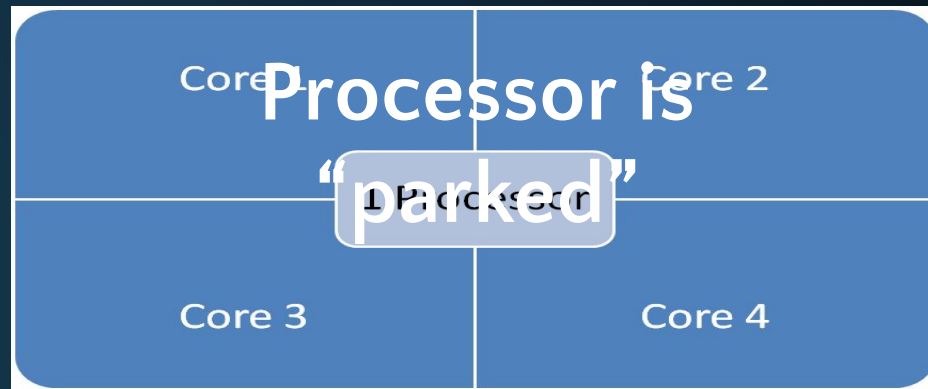 Core 1
Core 2
Processor is
“parked”
1 Processor
Core 3
Core 4